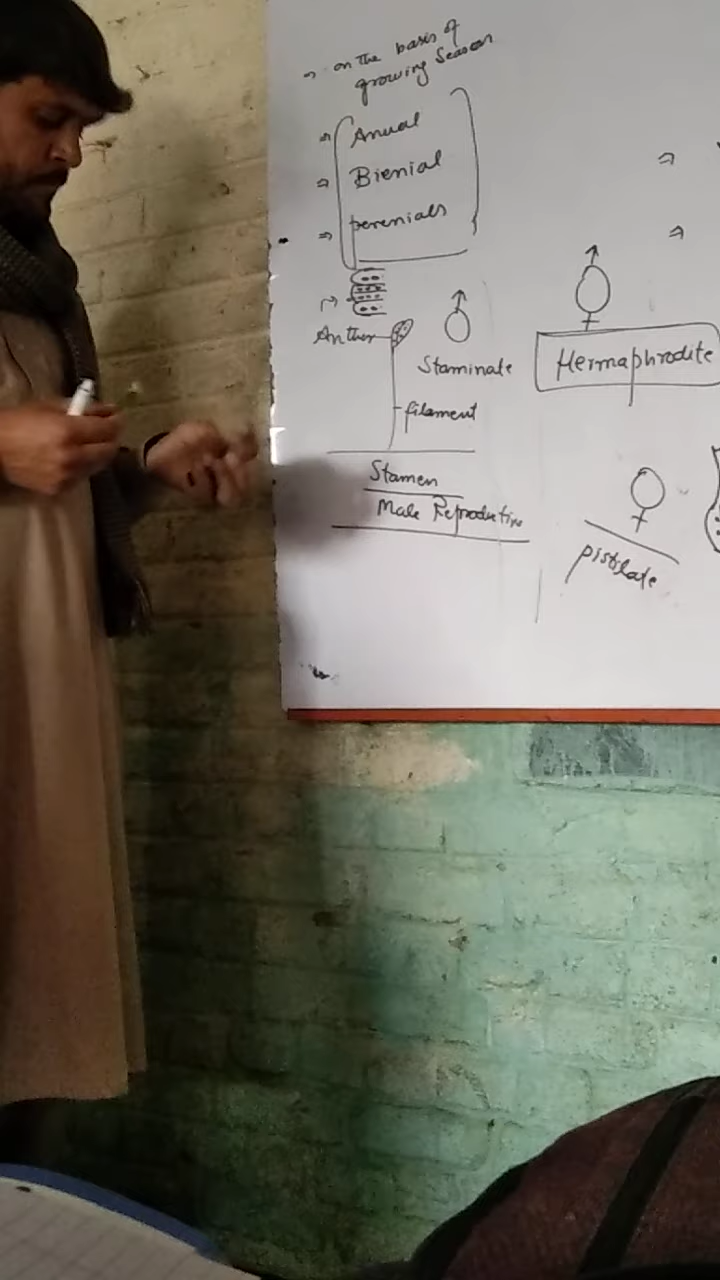 ⇒ on the basis of
growing Season
⇒ Anual
⇒ Bienial
⇒ perenials
Anther
Staminate
filament
Stamen
Male Reproductive
Hermaphrodite
pistilate